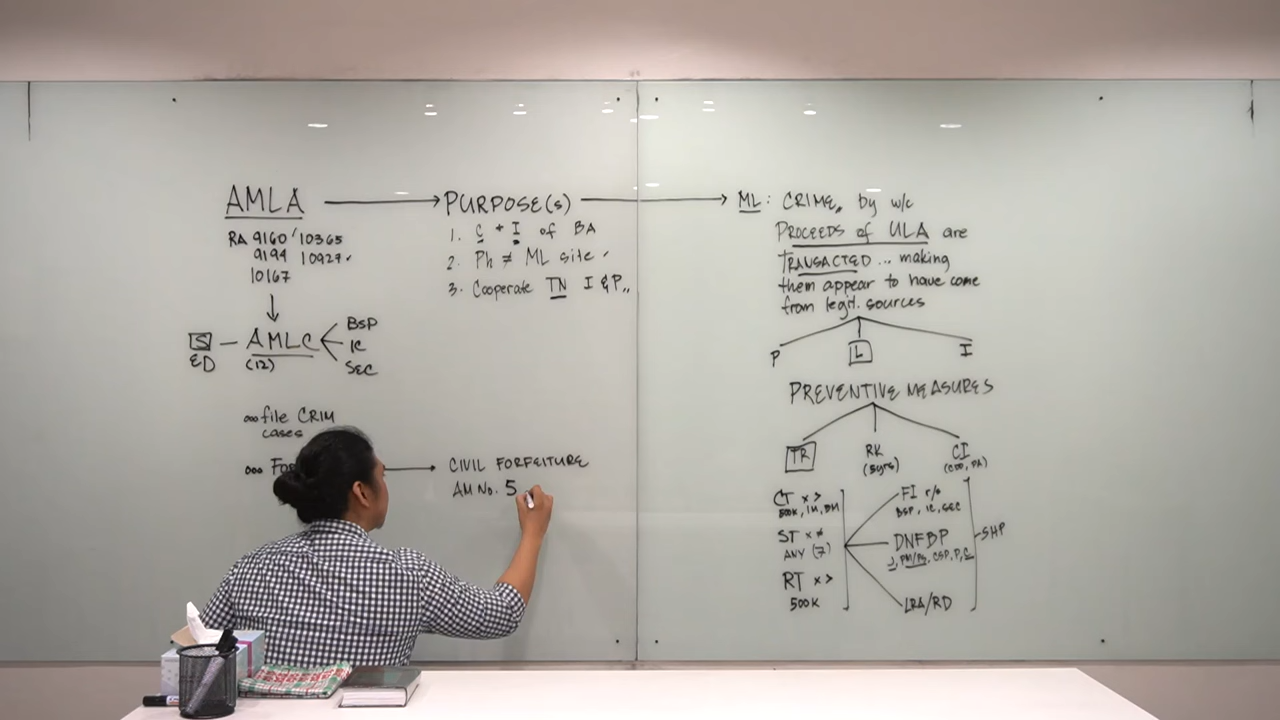 AMLA → PURPOSE(s) → ML: CRIME, by w/c
RA 9160 / 10365
9194 10927
10167
1. C + I of BA
2. Ph ≠ ML site
3. Cooperate TN I & P
PROCEEDS of ULA are
TRANSACTED ... making
them appear to have come
from legit. sources
P L I
S — AMLC
ED (12)
BSP
IC
SEC
file CRIM
cases
CIVIL FORFEITURE
AM No. 5
PREVENTIVE MEASURES
TR
RK
(5yrs)
CI
(CDD, PA)
CT x >
500K, 1M, 5M
ST x ≠
ANY (7)
RT x >
500K
FI r/s
BSP, IC, SEC
DNFBP
J, PM/PS, CSP, P, C
LRA/RD
SHP